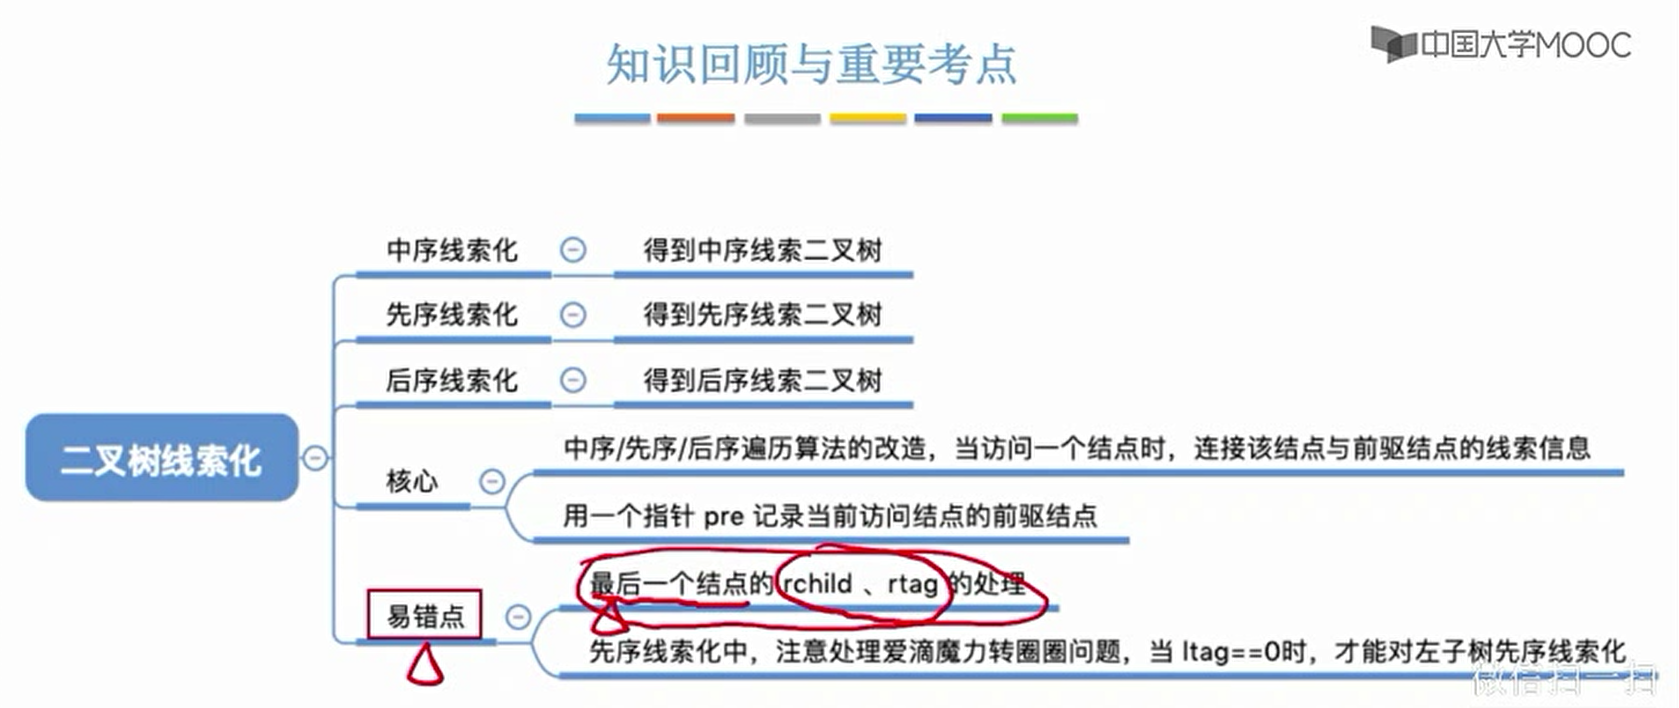 知识回顾与重要考点
中国大学MOOC
二叉树线索化
中序线索化
得到中序线索二叉树
先序线索化
得到先序线索二叉树
后序线索化
得到后序线索二叉树
核心
中序/先序/后序遍历算法的改造，当访问一个结点时，连接该结点与前驱结点的线索信息
用一个指针 pre 记录当前访问结点的前驱结点
易错点
最后一个结点的 rchild 、rtag 的处理
先序线索化中，注意处理爱滴魔力转圈圈问题，当 ltag==0时，才能对左子树先序线索化
微信扫一扫